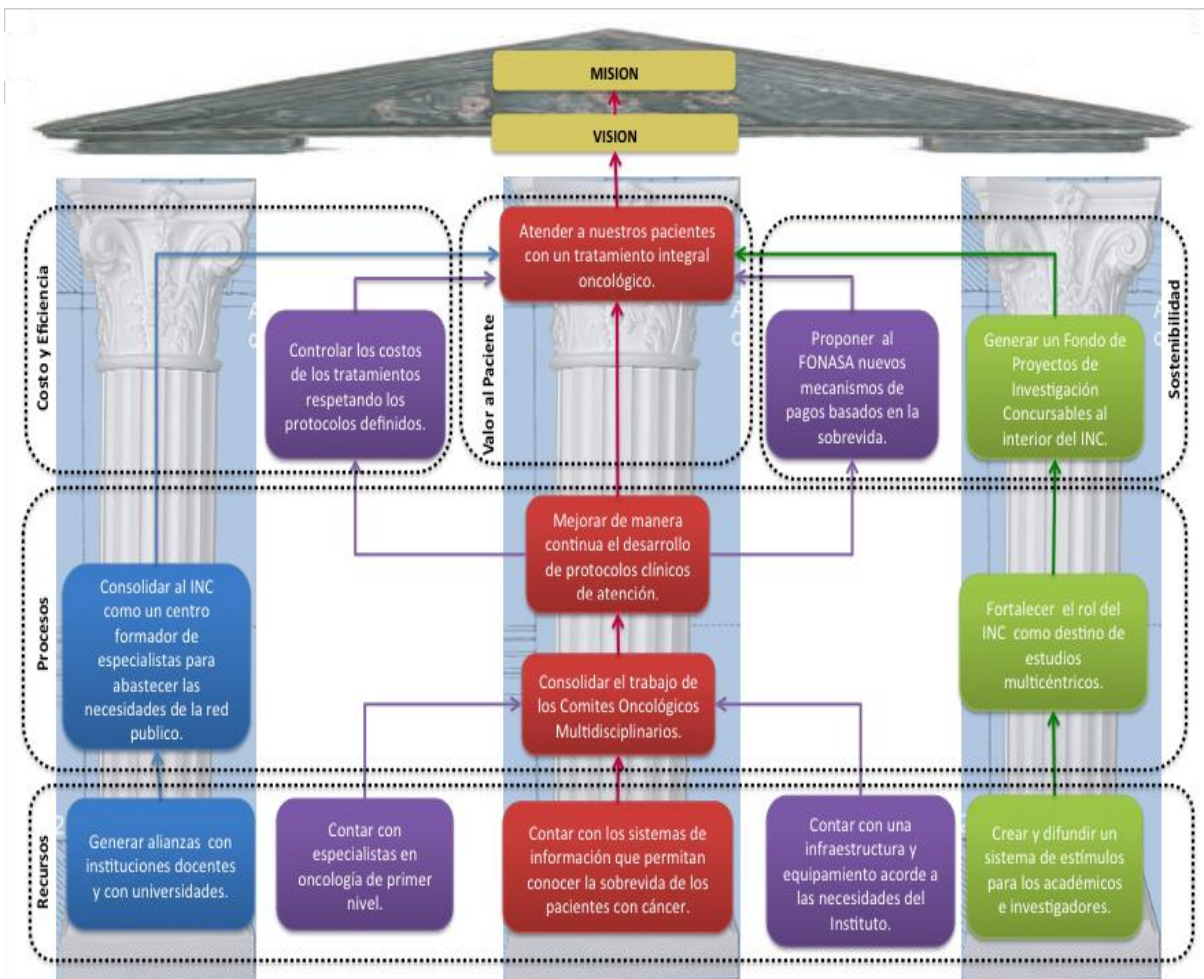 MISION
VISION
Costo y Eficiencia
Controlar los costos
de los tratamientos
respetando los
protocolos definidos.
Valor al Paciente
Atender a nuestros pacientes
con un tratamiento integral
oncológico.
Proponer al
FONASA nuevos
mecanismos de
pagos basados en la
sobrevida.
Generar un Fondo de
Proyectos de
Investigación
Concursables al
interior del INC.
Sostenibilidad
Procesos
Consolidar al INC
como un centro
formador de
especialistas para
abastecer las
necesidades de la red
publico.
Mejorar de manera
continua el desarrollo
de protocolos clínicos
de atención.
Consolidar el trabajo de
los Comites Oncológicos
Multidisciplinarios.
Fortalecer el rol del
INC como destino de
estudios
multicéntricos.
Recursos
Generar alianzas con
instituciones docentes
y con universidades.
Contar con
especialistas en
oncología de primer
nivel.
Contar con los sistemas de
información que permitan
conocer la sobrevida de los
pacientes con cáncer.
Contar con una
infraestructura y
equipamiento acorde a
las necesidades del
Instituto.
Crear y difundir un
sistema de estímulos
para los académicos
e investigadores.